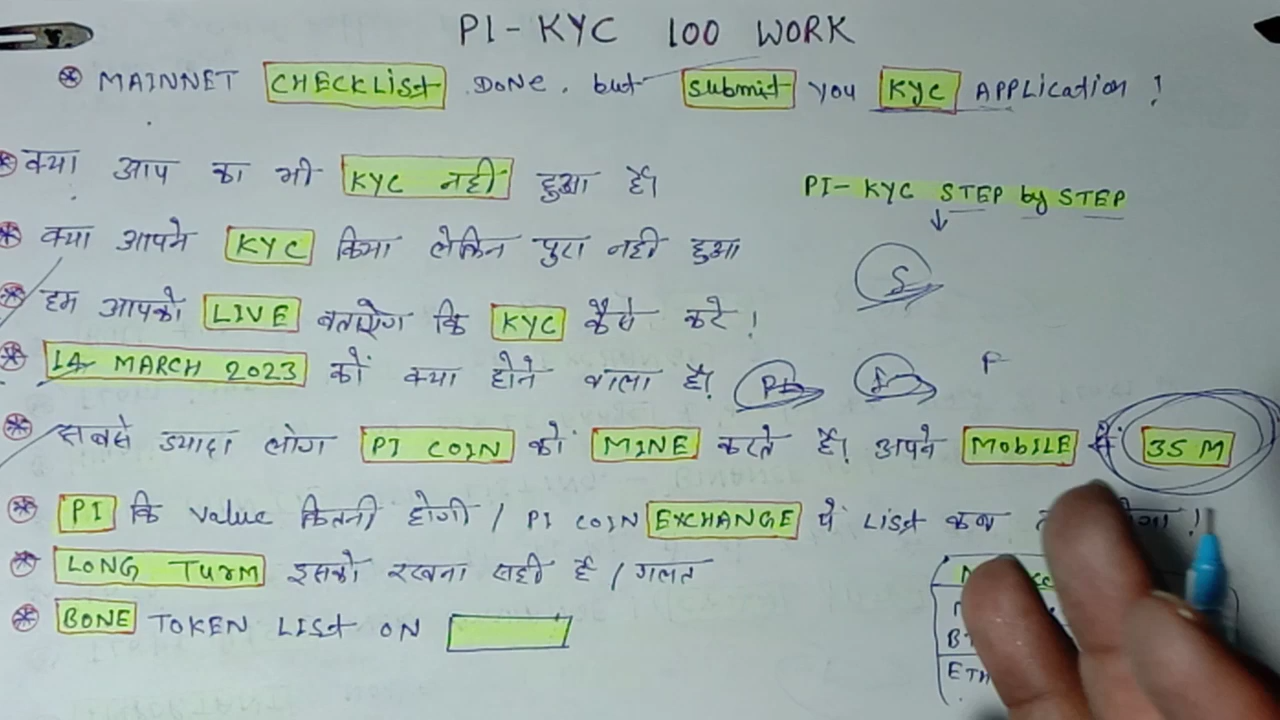 PI-KYC 100 WORK
* MAINNET CHECKLIST DONE, but submit you KYC APPlication !
* क्या आप का भी KYC नही हुआ हैं।
PI-KYC STEP by STEP
* क्या आपने KYC किया लेकिन पुरा नही हुआ
S
* हम आपको LIVE बतायेगे कि KYC कैसे करे !
* 14 MARCH 2023 कों क्या होने वाला है। Pi
F
* सबसे ज्यादा लोग PI COIN को MINE करते हैं। अपने MOBILE से 35 M
* PI कि Value कितनी होगी / PI COIN EXCHANGE पें LIST कब !
* LONG TURM इसको रखना सही हैं / गलत
* BONE TOKEN LISt ON
ETH